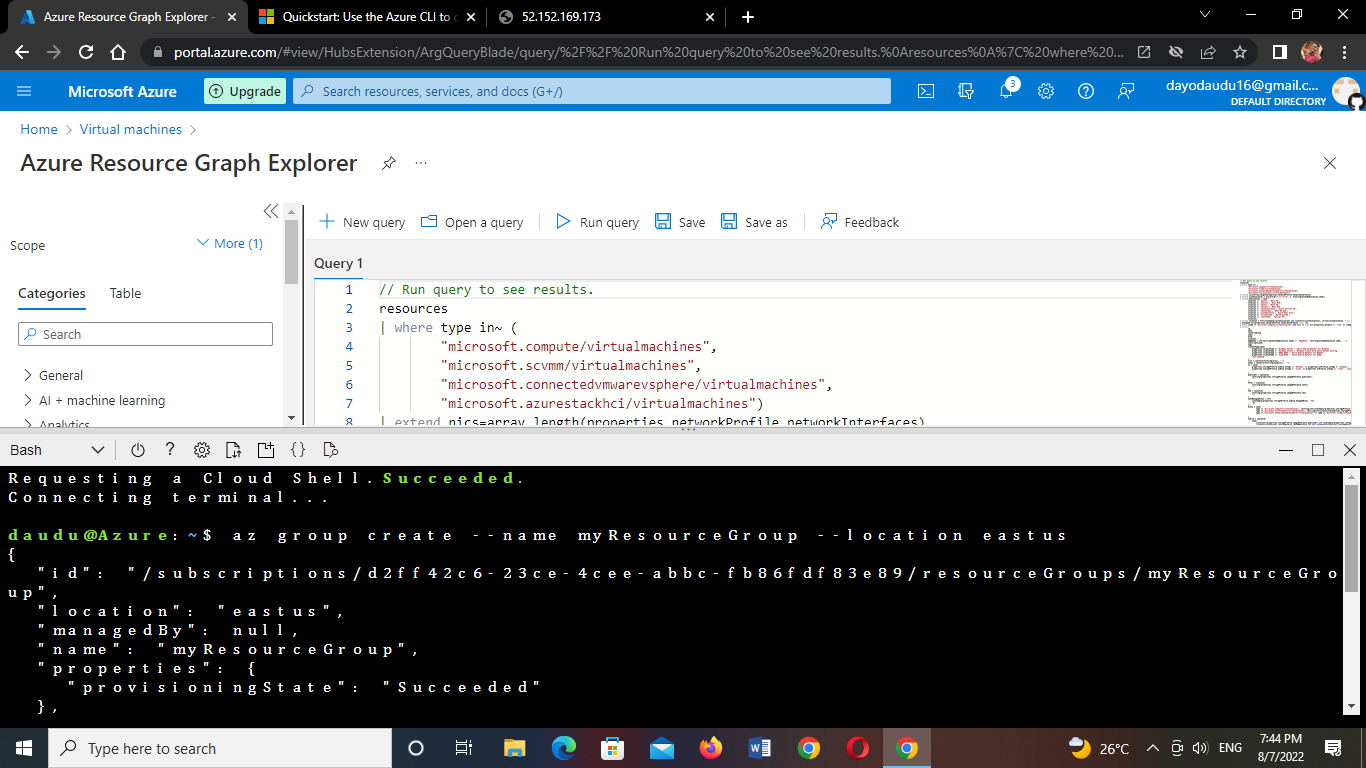 Azure Resource Graph Explorer -
Quickstart: Use the Azure CLI to c
52.152.169.173
portal.azure.com/#view/HubsExtension/ArgQueryBlade/query/%2F%2F%20Run%20query%20to%20see%20results.%0Aresources%0A%7C%20where%20...
Microsoft Azure
Upgrade
Search resources, services, and docs (G+/)
3
dayodaudu16@gmail.c...
DEFAULT DIRECTORY
Home > Virtual machines >
Azure Resource Graph Explorer
...
Scope
More (1)
Categories
Table
Search
General
AI + machine learning
Analytics
New query
Open a query
Run query
Save
Save as
Feedback
Query 1
1 // Run query to see results.
2 resources
3 | where type in~ (
4 "microsoft.compute/virtualmachines",
5 "microsoft.scvmm/virtualmachines",
6 "microsoft.connectedvmwarevsphere/virtualmachines",
7 "microsoft.azurestackhci/virtualmachines")
8 | extend nics=array_length(properties.networkProfile.networkInterfaces)
Bash
?
{}
Requesting a Cloud Shell.Succeeded.
Connecting terminal...
daudu@Azure:~$ az group create --name myResourceGroup --location eastus
{
"id": "/subscriptions/d2ff42c6-23ce-4cee-abbc-fb86fdf83e89/resourceGroups/myResourceGro
up",
"location": "eastus",
"managedBy": null,
"name": "myResourceGroup",
"properties": {
"provisioningState": "Succeeded"
},
Type here to search
26°C
ENG
7:44 PM
8/7/2022